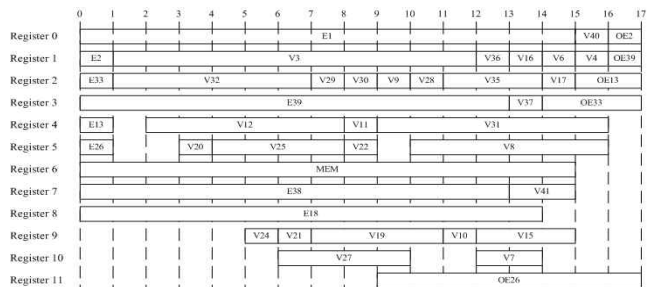 0 1 2 3 4 5 6 7 8 9 10 11 12 13 14 15 16 17
Register 0 E1 V40 OE2
Register 1 E2 V3 V36 V16 V6 V4 OE39
Register 2 E33 V32 V29 V30 V9 V28 V35 V17 OE13
Register 3 E39 V37 OE33
Register 4 E13 V12 V11 V31
Register 5 E26 V20 V25 V22 V8
Register 6 MEM
Register 7 E38 V41
Register 8 E18
Register 9 V24 V21 V19 V10 V15
Register 10 V27 V7
Register 11 OE26